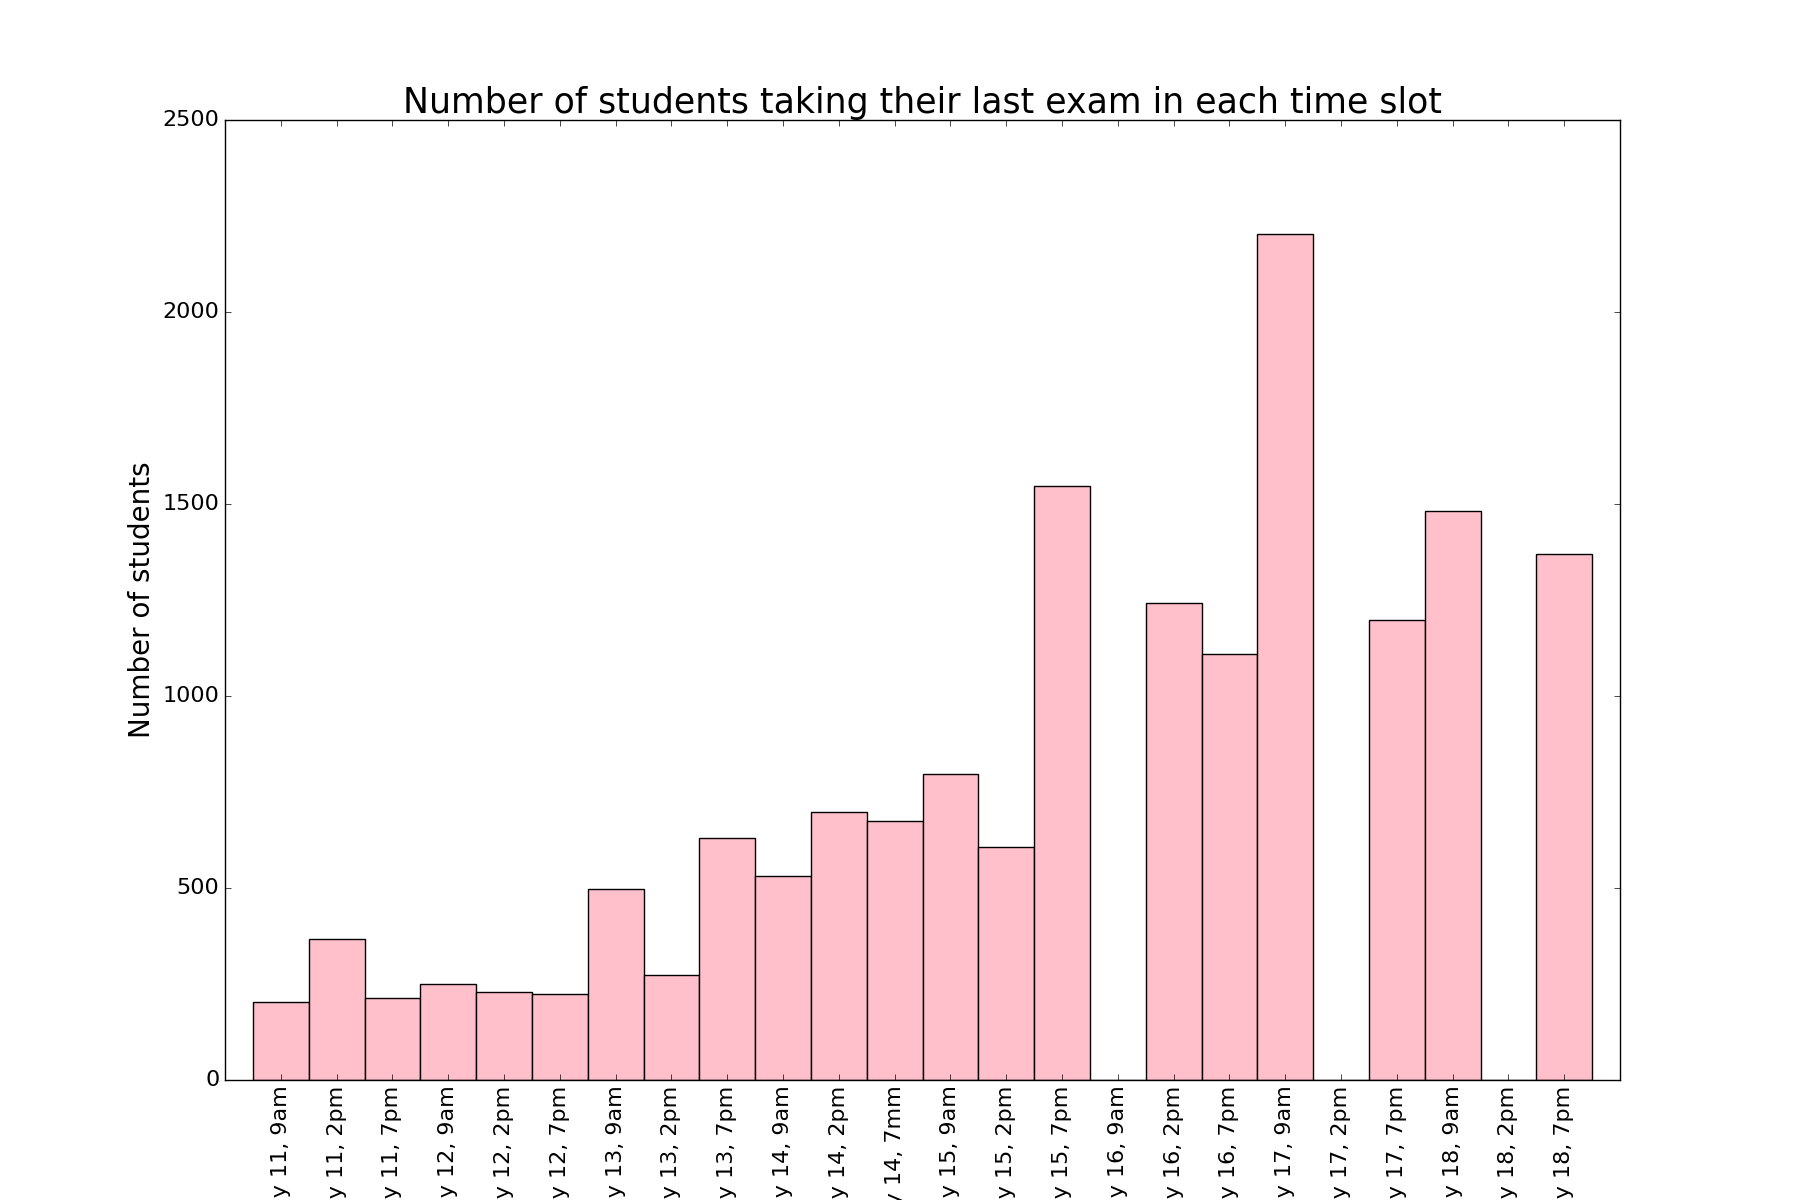 Number of students taking their last exam in each time slot
Number of students
2500
2000
1500
1000
500
0
y 11, 9am
y 11, 2pm
y 11, 7pm
y 12, 9am
y 12, 2pm
y 12, 7pm
y 13, 9am
y 13, 2pm
y 13, 7pm
y 14, 9am
y 14, 2pm
y 14, 7mm
y 15, 9am
y 15, 2pm
y 15, 7pm
y 16, 9am
y 16, 2pm
y 16, 7pm
y 17, 9am
y 17, 2pm
y 17, 7pm
y 18, 9am
y 18, 2pm
y 18, 7pm